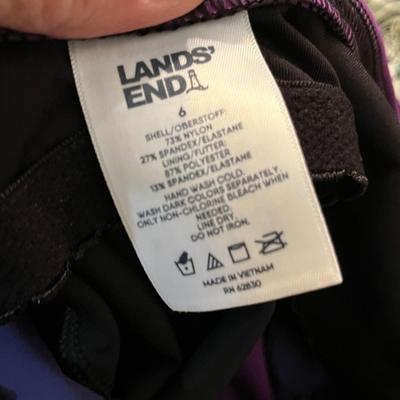 LANDS'
END
6
SHELL/OBERSTOFF:
73% NYLON
27% SPANDEX/ELASTANE
LINING/FUTTER:
87% POLYESTER
13% SPANDEX/ELASTANE
HAND WASH COLD.
WASH DARK COLORS SEPARATELY
ONLY NON-CHLORINE BLEACH WHEN
NEEDED.
LINE DRY.
DO NOT IRON.
MADE IN VIETNAM
RN 62830